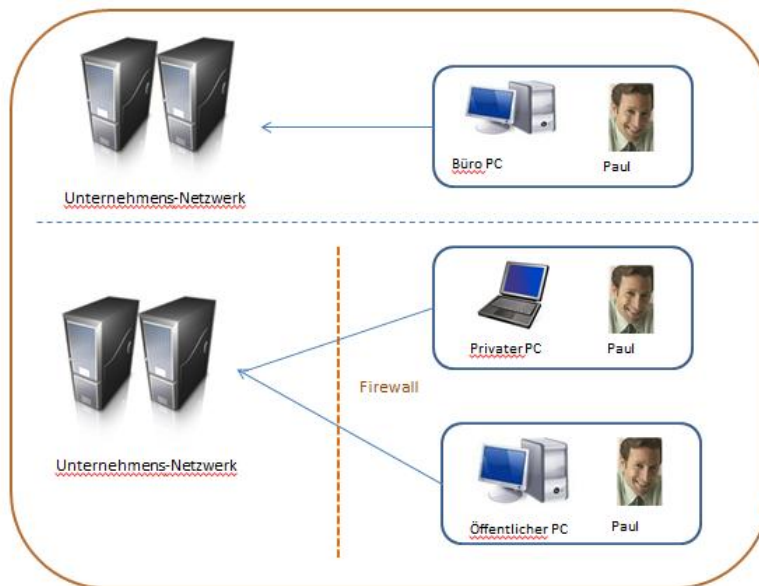 Büro PC
Paul
Unternehmens-Netzwerk
Privater PC
Paul
Firewall
Unternehmens-Netzwerk
Öffentlicher PC
Paul